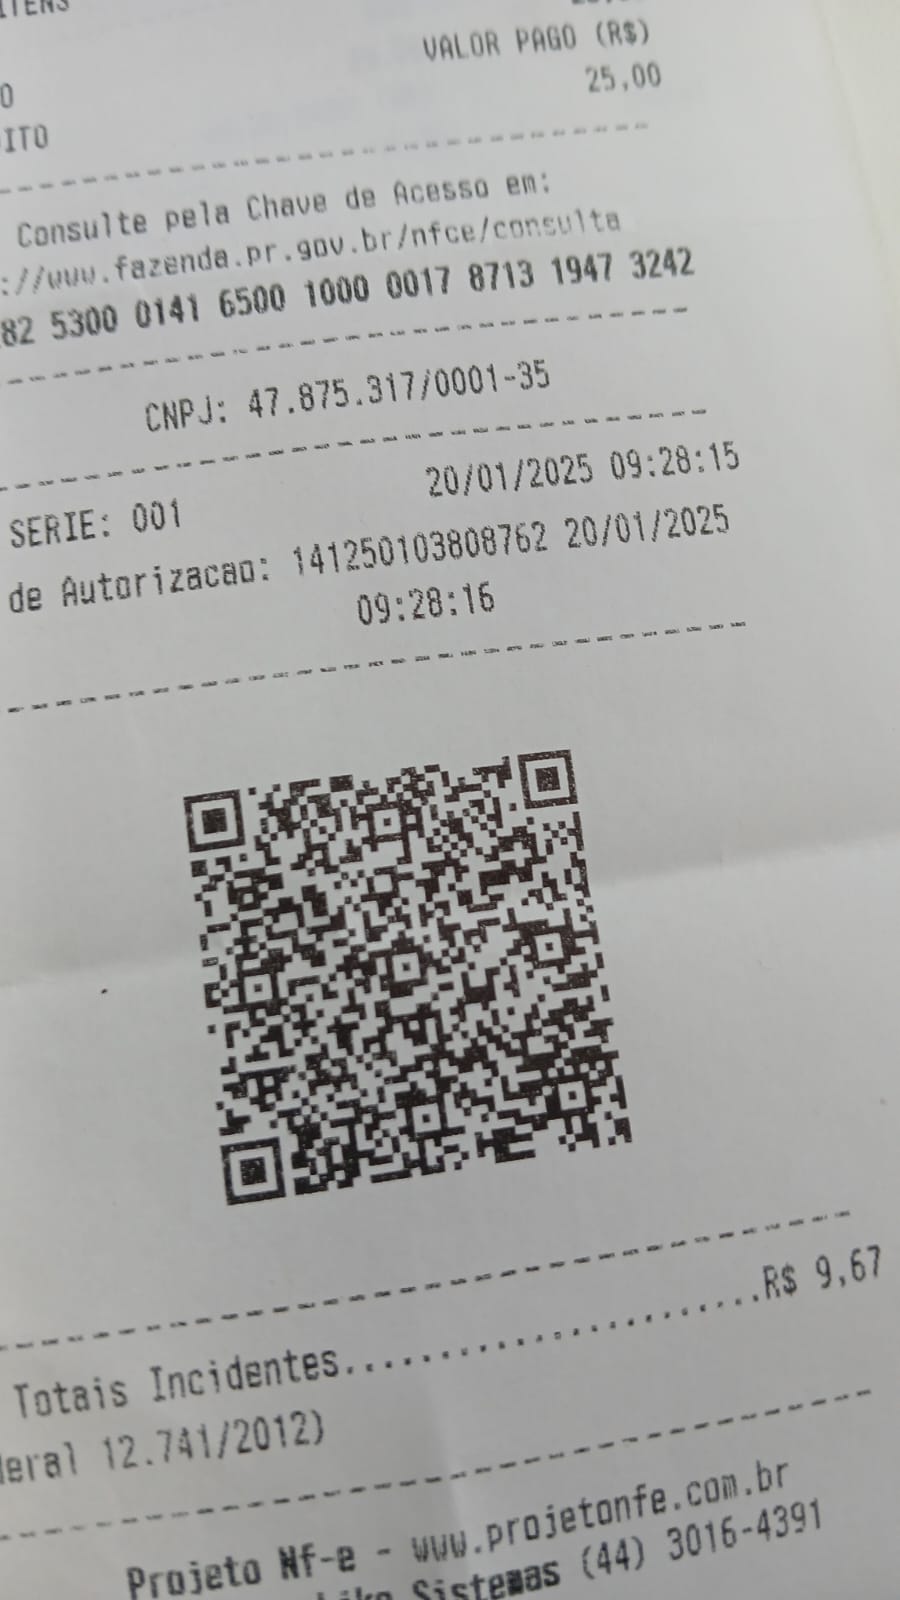 ITENS
VALOR PAGO (R$)
25,00
Consulte pela Chave de Acesso em:
://www.fazenda.pr.gov.br/nfce/consulta
82 5300 0141 6500 1000 0017 8713 1947 3242
CNPJ: 47.875.317/0001-35
SERIE: 001 20/01/2025 09:28:15
de Autorizacao: 141250103808762 20/01/2025
09:28:16
Totais Incidentes........................R$ 9,67
deral 12.741/2012)
Projeto Nf-e - www.projetonfe.com.br
Sistemas (44) 3016-4391